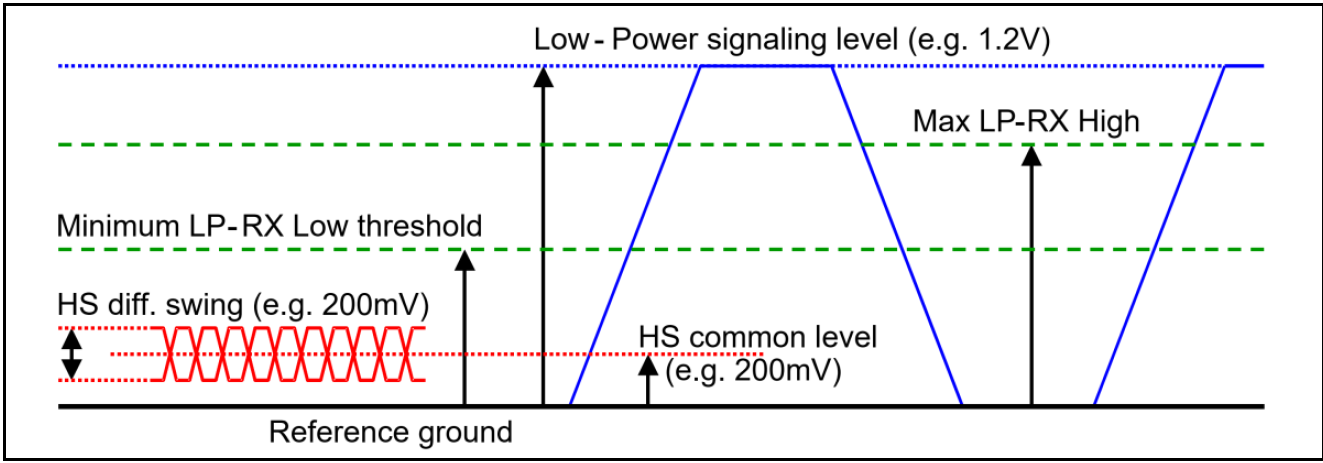 Low-Power signaling level (e.g. 1.2V)
Max LP-RX High
Minimum LP-RX Low threshold
HS diff. swing (e.g. 200mV)
HS common level
(e.g. 200mV)
Reference ground